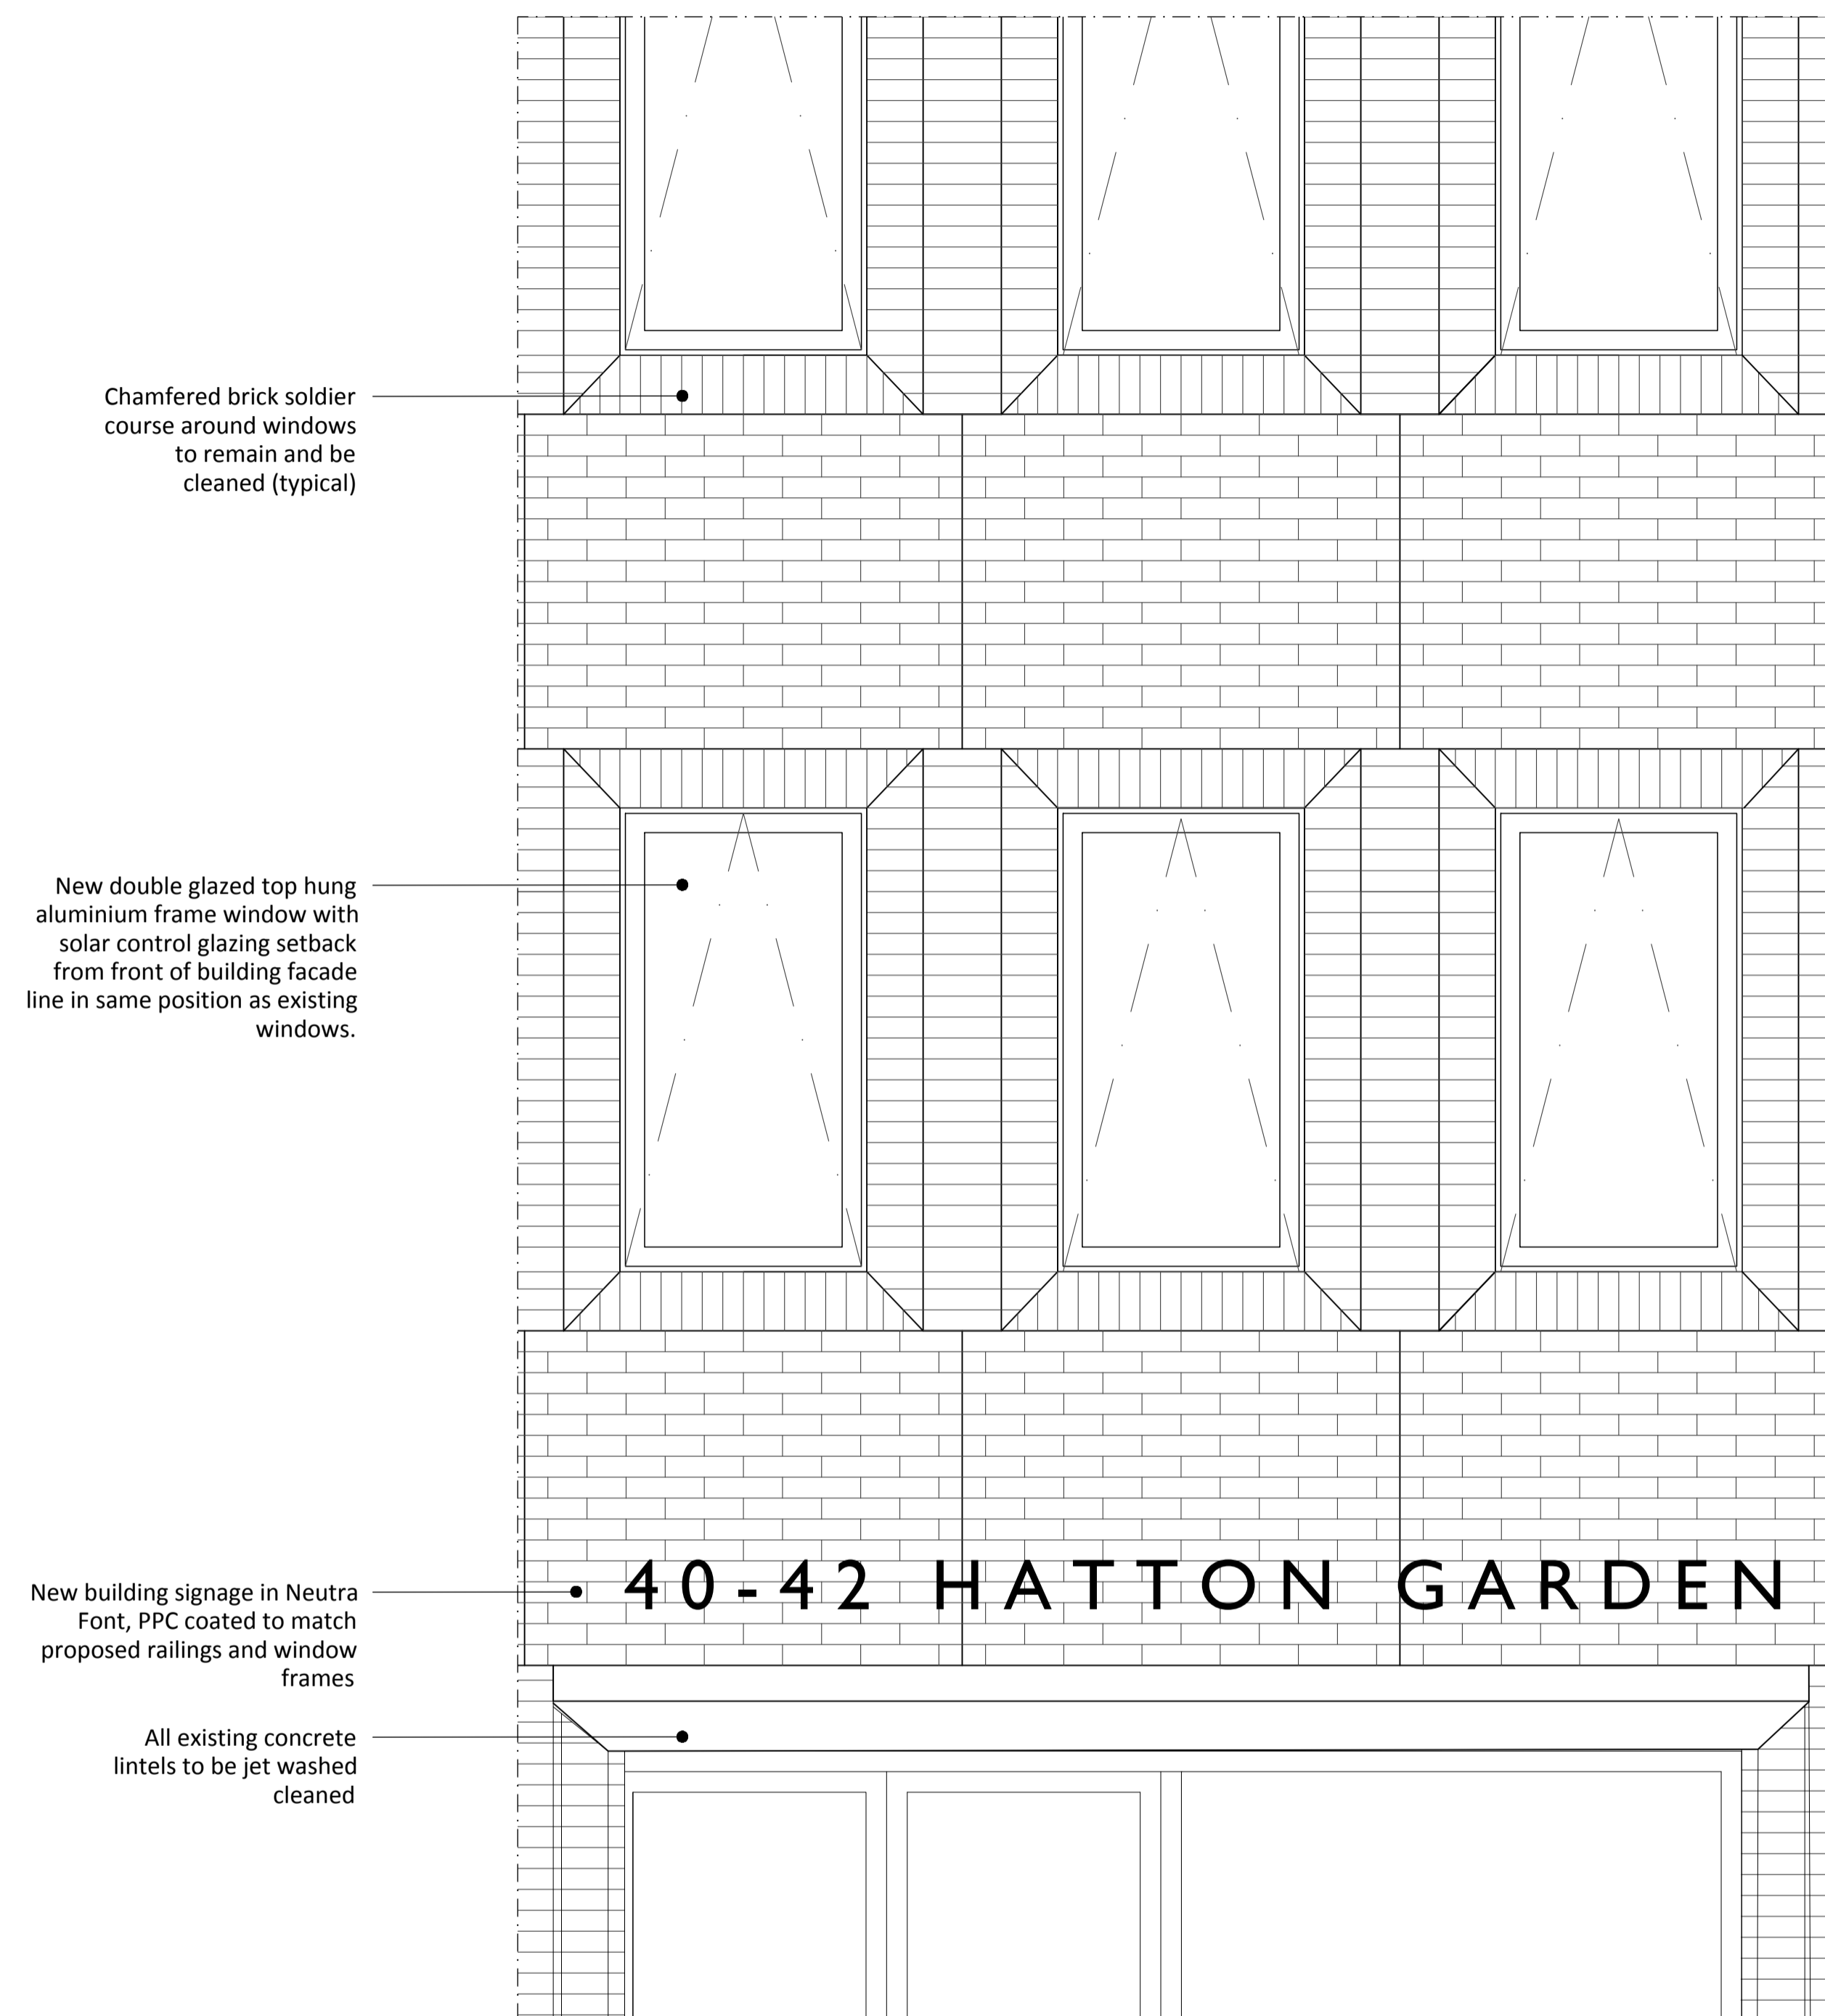 Chamfered brick soldier
course around windows
to remain and be
cleaned (typical)
New double glazed top hung
aluminium frame window with
solar control glazing setback
from front of building facade
line in same position as existing
windows.
New building signage in Neutra
Font, PPC coated to match
proposed railings and window
frames
40-42 HATTON GARDEN
All existing concrete
lintels to be jet washed
cleaned